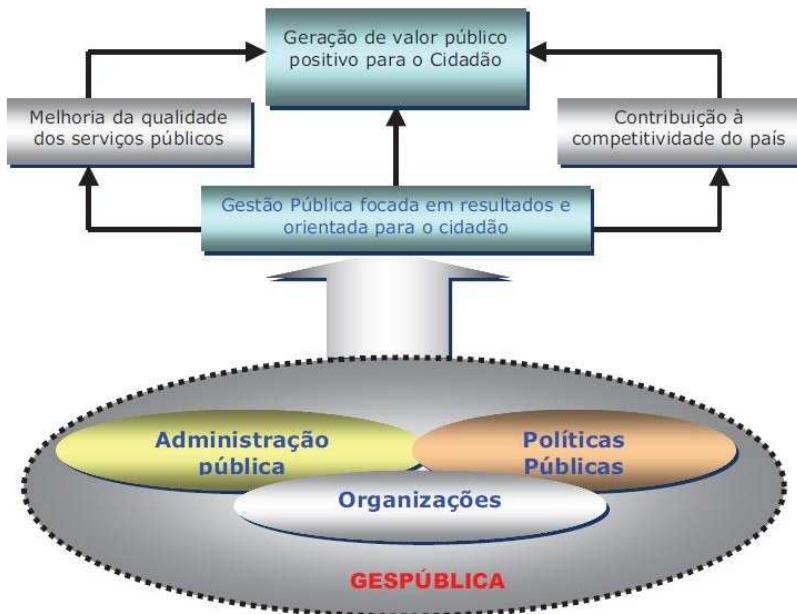 Geração de valor público
positivo para o Cidadão
Melhoria da qualidade
dos serviços públicos
Contribuição à
competitividade do país
Gestão Pública focada em resultados e
orientada para o cidadão
Administração
pública
Políticas
Públicas
Organizações
GESPÚBLICA